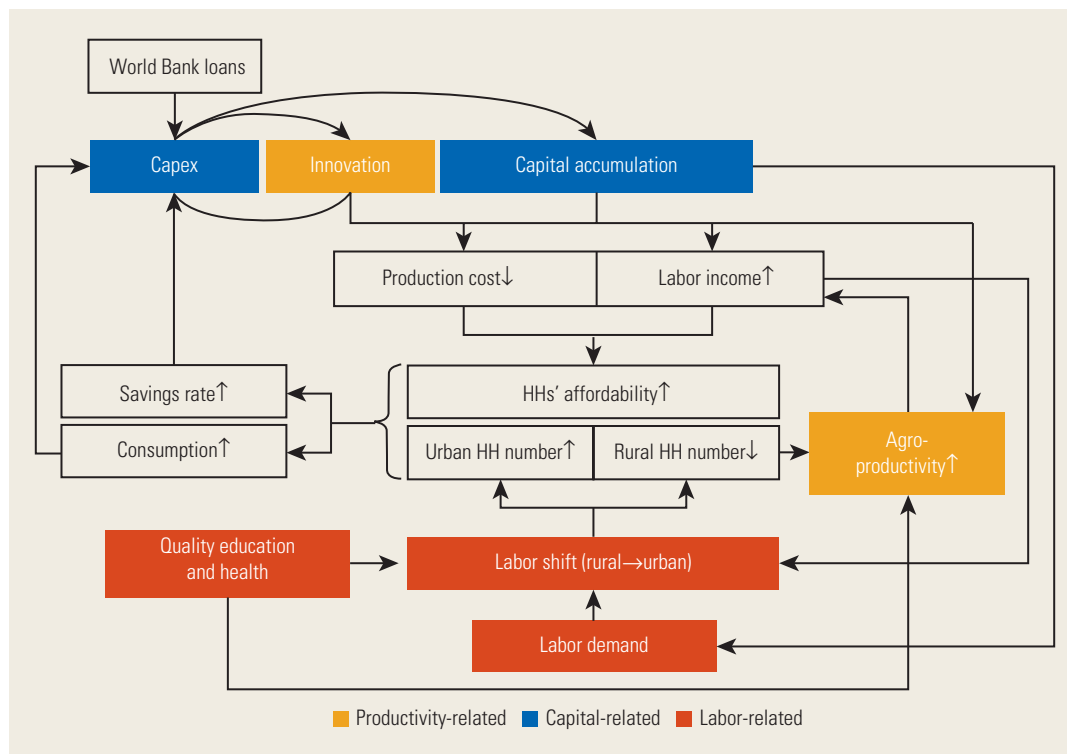 World Bank loans
Capex
Innovation
Capital accumulation
Production cost↓
Labor income↑
Savings rate↑
HHs' affordability↑
Consumption↑
Urban HH number↑
Rural HH number↓
Agro-
productivity↑
Quality education
and health
Labor shift (rural→urban)
Labor demand
Productivity-related
Capital-related
Labor-related